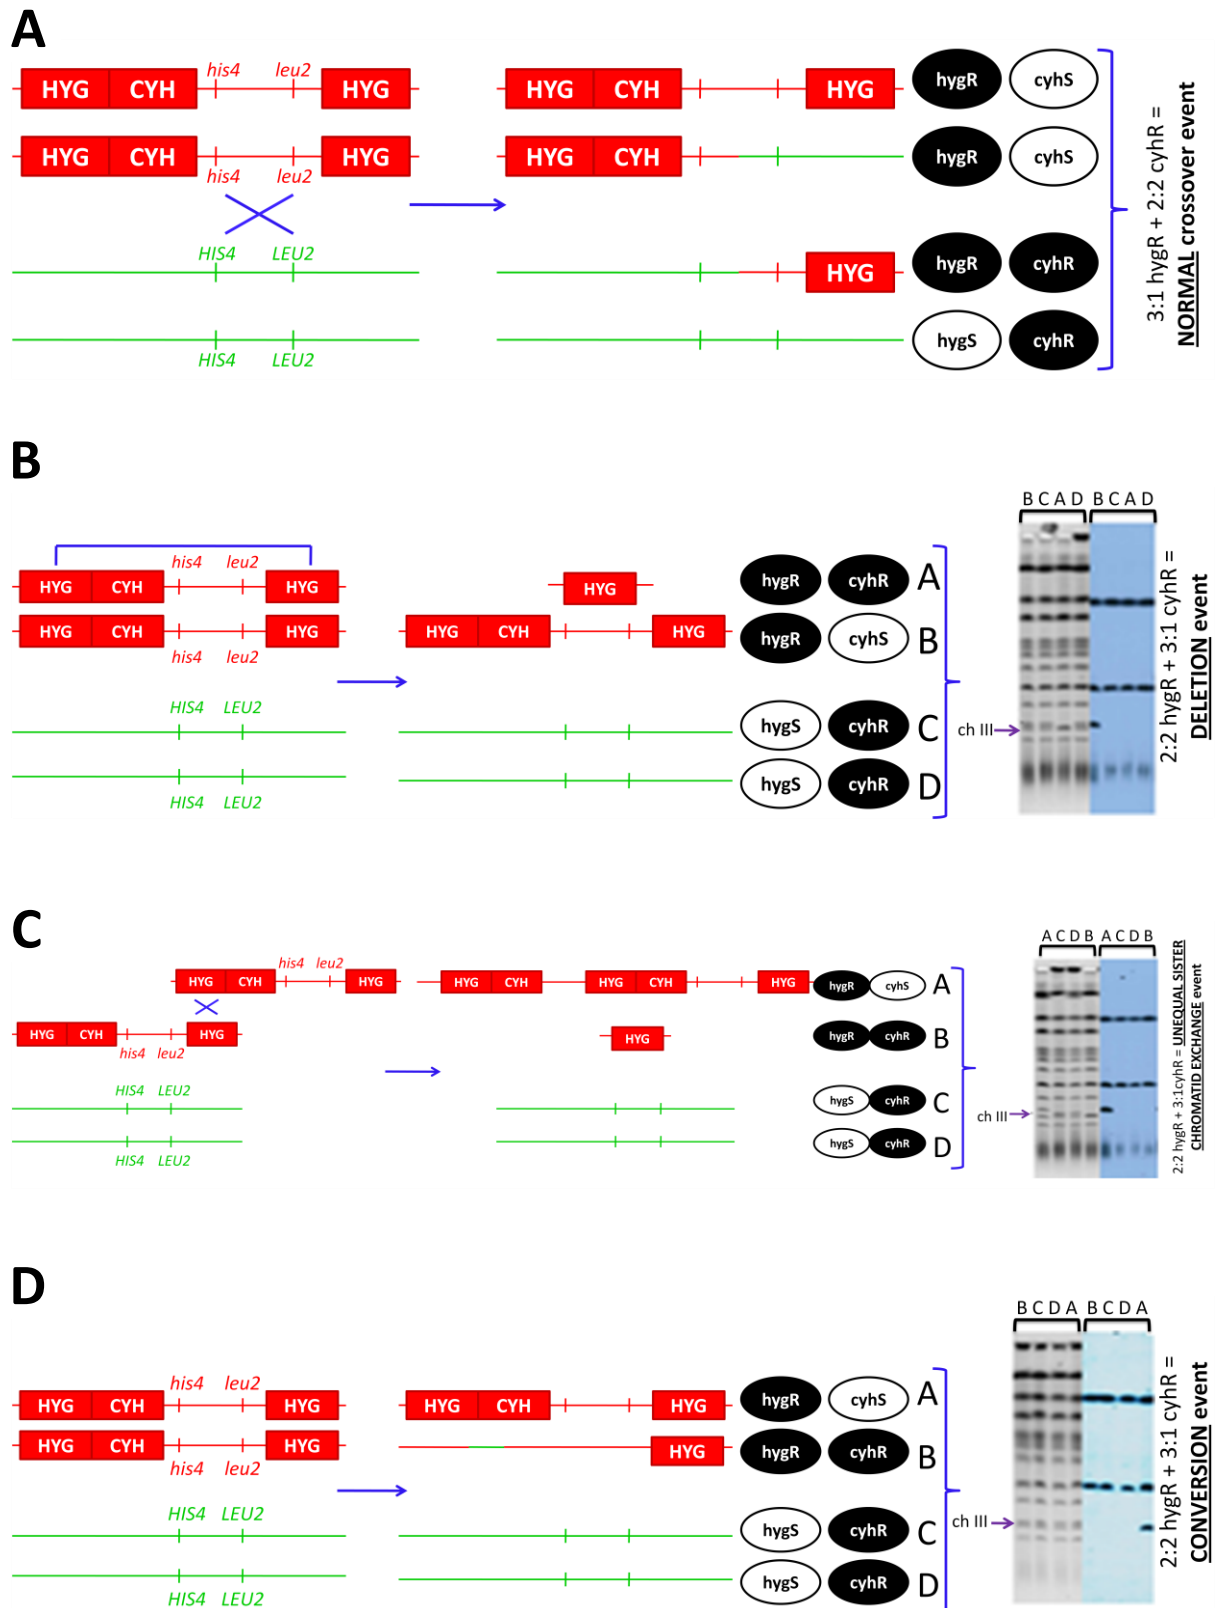 A
his4 leu2
HYG CYH HYG HYG CYH HYG hygR cyhS
HYG CYH HYG HYG CYH hygR cyhS
his4 leu2
HIS4 LEU2
HYG hygR cyhR
hygS cyhR
HIS4 LEU2
3:1 hygR + 2:2 cyhR =
NORMAL crossover event
B
B C A D B C A D
his4 leu2
HYG CYH HYG HYG hygR cyhR A
HYG CYH HYG HYG CYH HYG hygR cyhS B
his4 leu2
HIS4 LEU2
hygS cyhR C
ch III
hygS cyhR D
HIS4 LEU2
2:2 hygR + 3:1 cyhR =
DELETION event
C
A C D B A C D B
his4 leu2
HYG CYH HYG HYG CYH HYG CYH HYG hygR cyhS A
HYG CYH HYG HYG hygR cyhR B
his4 leu2
HIS4 LEU2
hygS cyhR C
ch III
hygS cyhR D
HIS4 LEU2
2:2 hygR + 3:1cyhR = UNEQUAL SISTER
CHROMATID EXCHANGE event
D
B C D A B C D A
his4 leu2
HYG CYH HYG HYG CYH HYG hygR cyhS A
HYG CYH HYG HYG hygR cyhR B
his4 leu2
HIS4 LEU2
ch III
hygS cyhR C
hygS cyhR D
HIS4 LEU2
2:2 hygR + 3:1 cyhR =
CONVERSION event